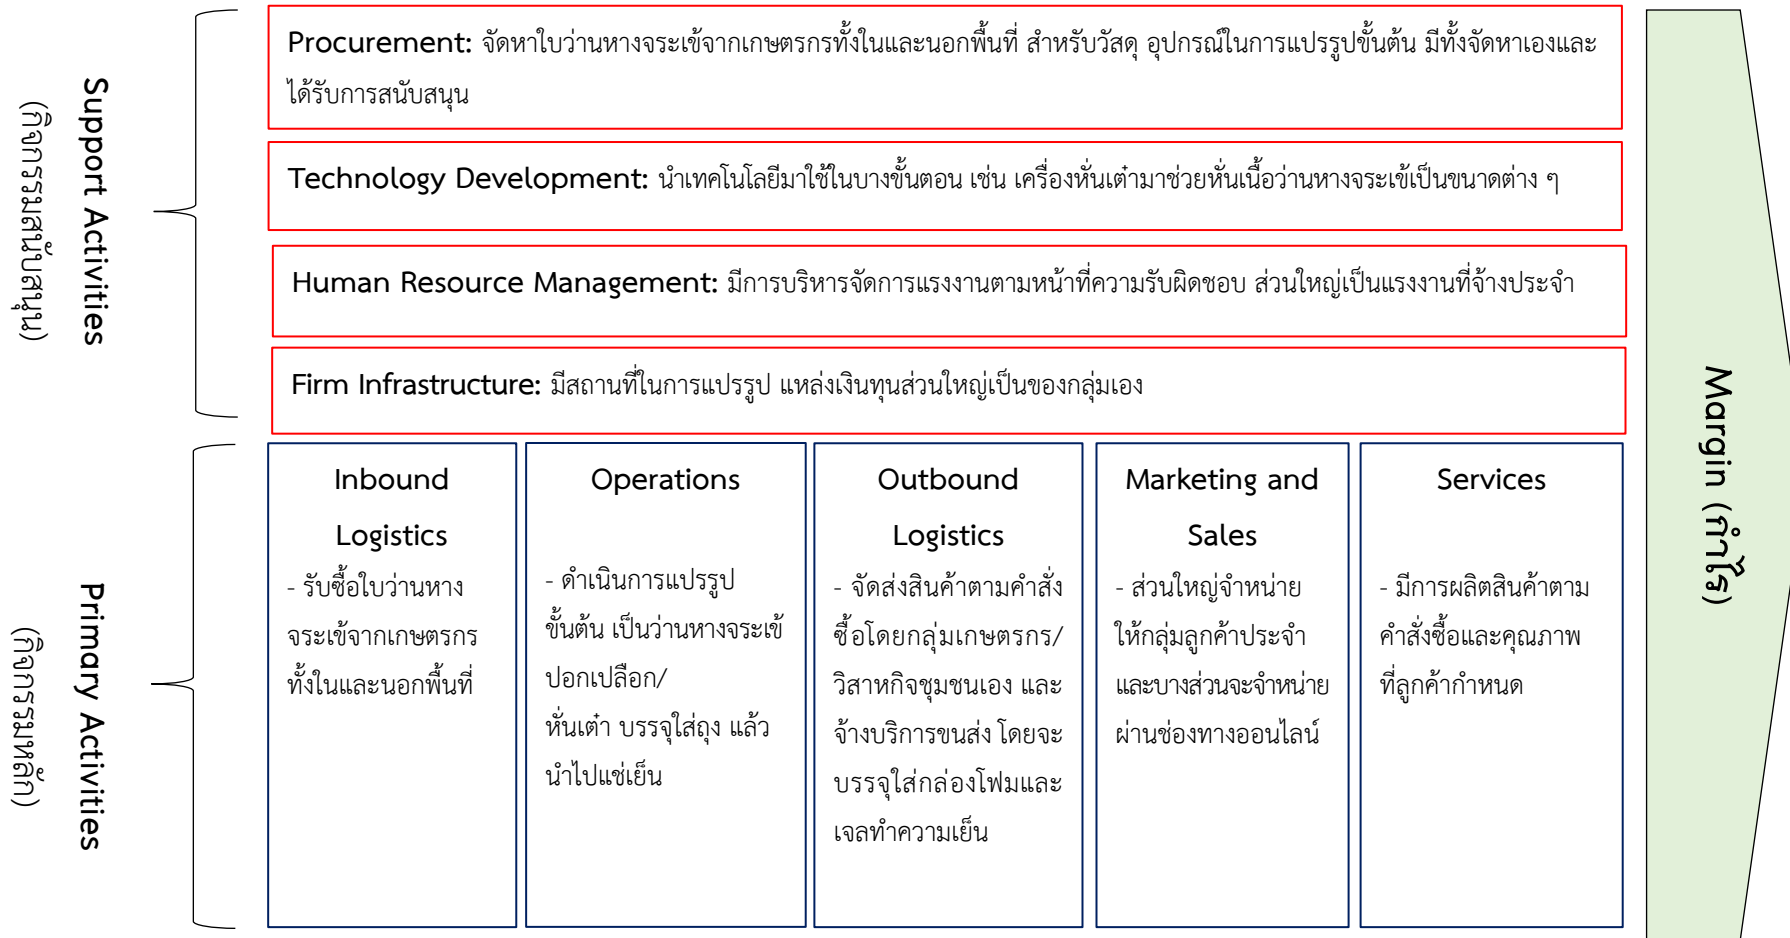 Support Activities
(กิจกรรมสนับสนุน)
Procurement: จัดหาใบว่านหางจระเข้จากเกษตรกรทั้งในและนอกพื้นที่ สำหรับวัสดุ อุปกรณ์ในการแปรรูปขั้นต้น มีทั้งจัดหาเองและ
ได้รับการสนับสนุน
Technology Development: นำเทคโนโลยีมาใช้ในบางขั้นตอน เช่น เครื่องหั่นเต๋ามาช่วยหั่นเนื้อว่านหางจระเข้เป็นขนาดต่าง ๆ
Human Resource Management: มีการบริหารจัดการแรงงานตามหน้าที่ความรับผิดชอบ ส่วนใหญ่เป็นแรงงานที่จ้างประจำ
Firm Infrastructure: มีสถานที่ในการแปรรูป แหล่งเงินทุนส่วนใหญ่เป็นของกลุ่มเอง
Primary Activities
(กิจกรรมหลัก)
Inbound
Logistics
- รับซื้อใบว่านหาง
จระเข้จากเกษตรกร
ทั้งในและนอกพื้นที่
Operations
- ดำเนินการแปรรูป
ขั้นต้น เป็นว่านหางจระเข้
ปอกเปลือก/
หั่นเต๋า บรรจุใส่ถุง แล้ว
นำไปแช่เย็น
Outbound
Logistics
- จัดส่งสินค้าตามคำสั่ง
ซื้อโดยกลุ่มเกษตรกร/
วิสาหกิจชุมชนเอง และ
จ้างบริการขนส่ง โดยจะ
บรรจุใส่กล่องโฟมและ
เจลทำความเย็น
Marketing and
Sales
- ส่วนใหญ่จำหน่าย
ให้กลุ่มลูกค้าประจำ
และบางส่วนจะจำหน่าย
ผ่านช่องทางออนไลน์
Services
- มีการผลิตสินค้าตาม
คำสั่งซื้อและคุณภาพ
ที่ลูกค้ากำหนด
Margin (กำไร)